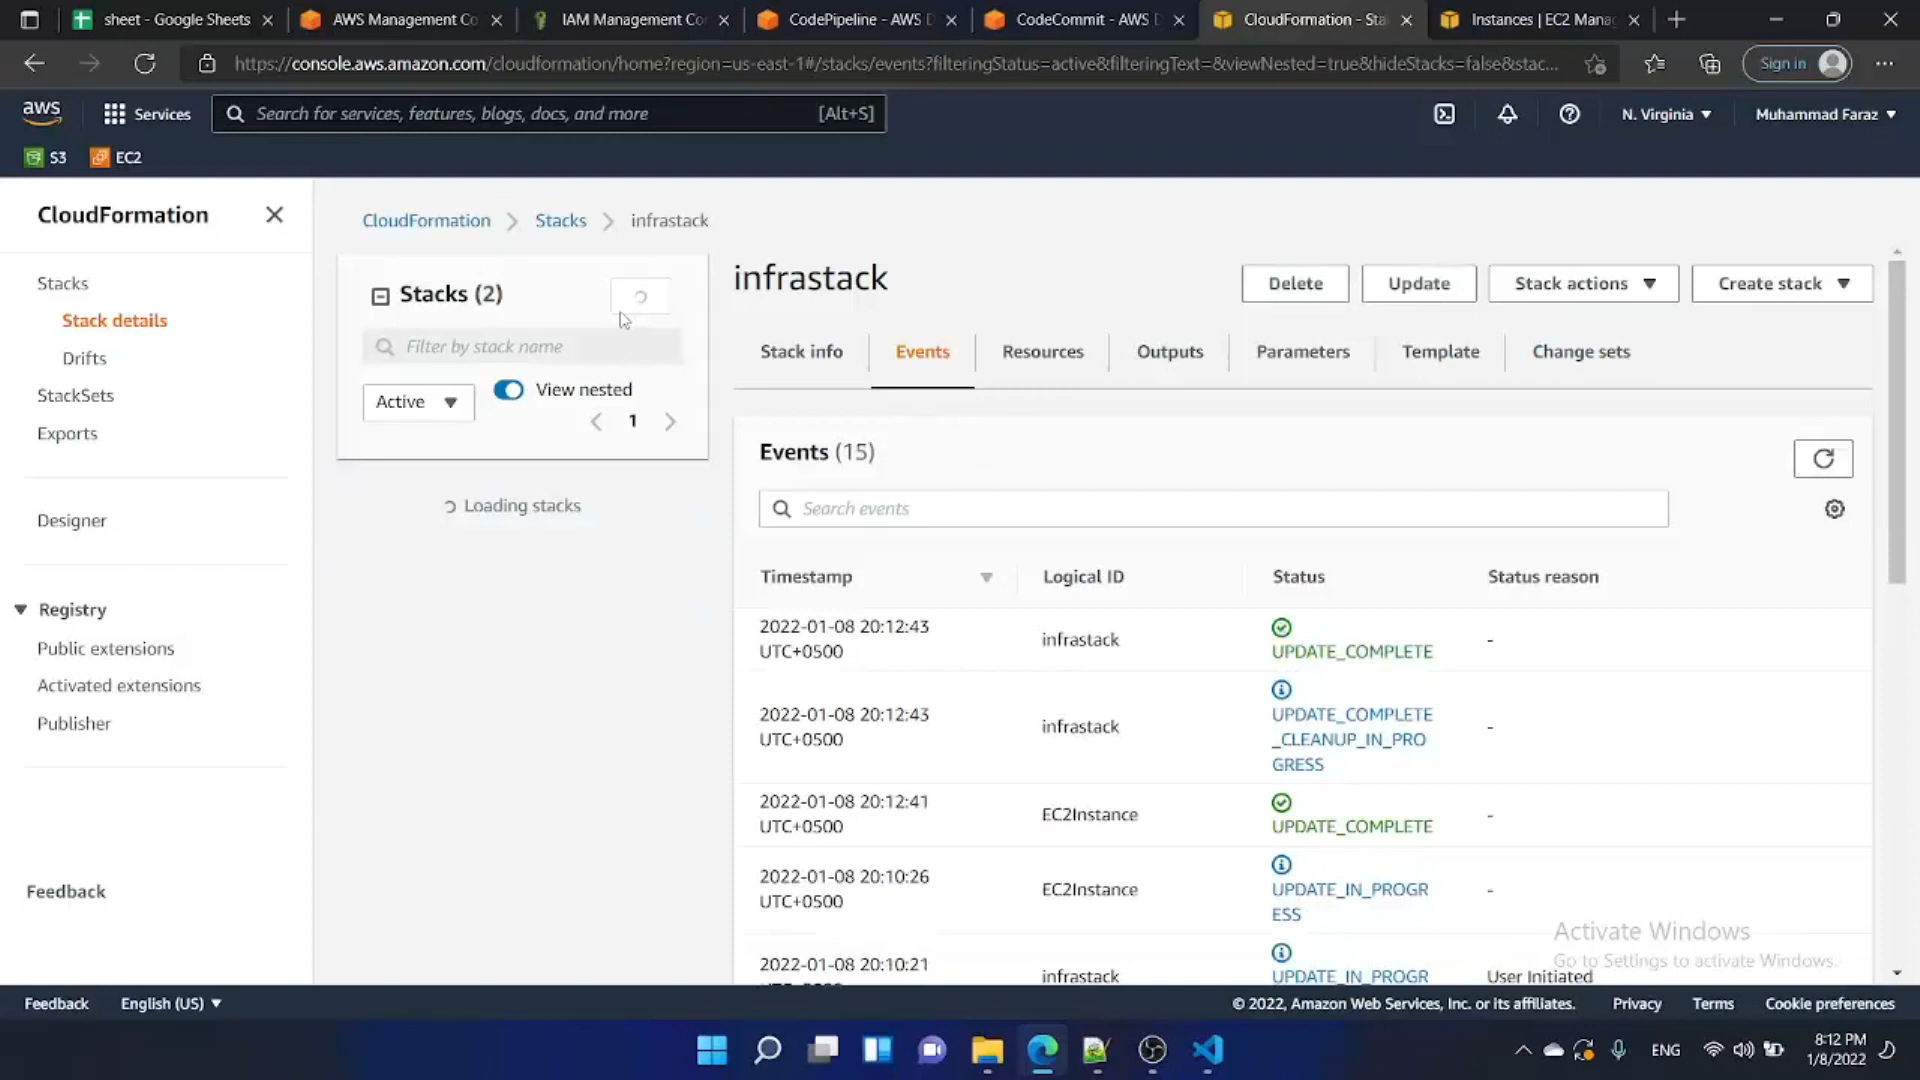 sheet - Google Sheets
AWS Management Co
IAM Management Co
CodePipeline - AWS D
CodeCommit - AWS D
CloudFormation - Sta
Instances | EC2 Mana
https://console.aws.amazon.com/cloudformation/home?region=us-east-1#/stacks/events?filteringStatus=active&filteringText=&viewNested=true&hideStacks=false&stac...
Sign in
aws
Services
Search for services, features, blogs, docs, and more
[Alt+S]
N. Virginia
Muhammad Faraz
S3
EC2
CloudFormation
Stacks
Stack details
Drifts
StackSets
Exports
Designer
Registry
Public extensions
Activated extensions
Publisher
Feedback
CloudFormation
Stacks
infrastack
Stacks (2)
Filter by stack name
Active
View nested
1
Loading stacks
infrastack
Delete
Update
Stack actions
Create stack
Stack info
Events
Resources
Outputs
Parameters
Template
Change sets
Events (15)
Search events
Timestamp
Logical ID
Status
Status reason
2022-01-08 20:12:43
UTC+0500
infrastack
UPDATE_COMPLETE
-
2022-01-08 20:12:43
UTC+0500
infrastack
UPDATE_COMPLETE
_CLEANUP_IN_PRO
GRESS
-
2022-01-08 20:12:41
UTC+0500
EC2Instance
UPDATE_COMPLETE
-
2022-01-08 20:10:26
UTC+0500
EC2Instance
UPDATE_IN_PROGR
ESS
-
2022-01-08 20:10:21
infrastack
UPDATE_IN_PROGR
User Initiated
Activate Windows
Go to Settings to activate Windows.
Feedback
English (US)
© 2022, Amazon Web Services, Inc. or its affiliates.
Privacy
Terms
Cookie preferences
ENG
8:12 PM
1/8/2022